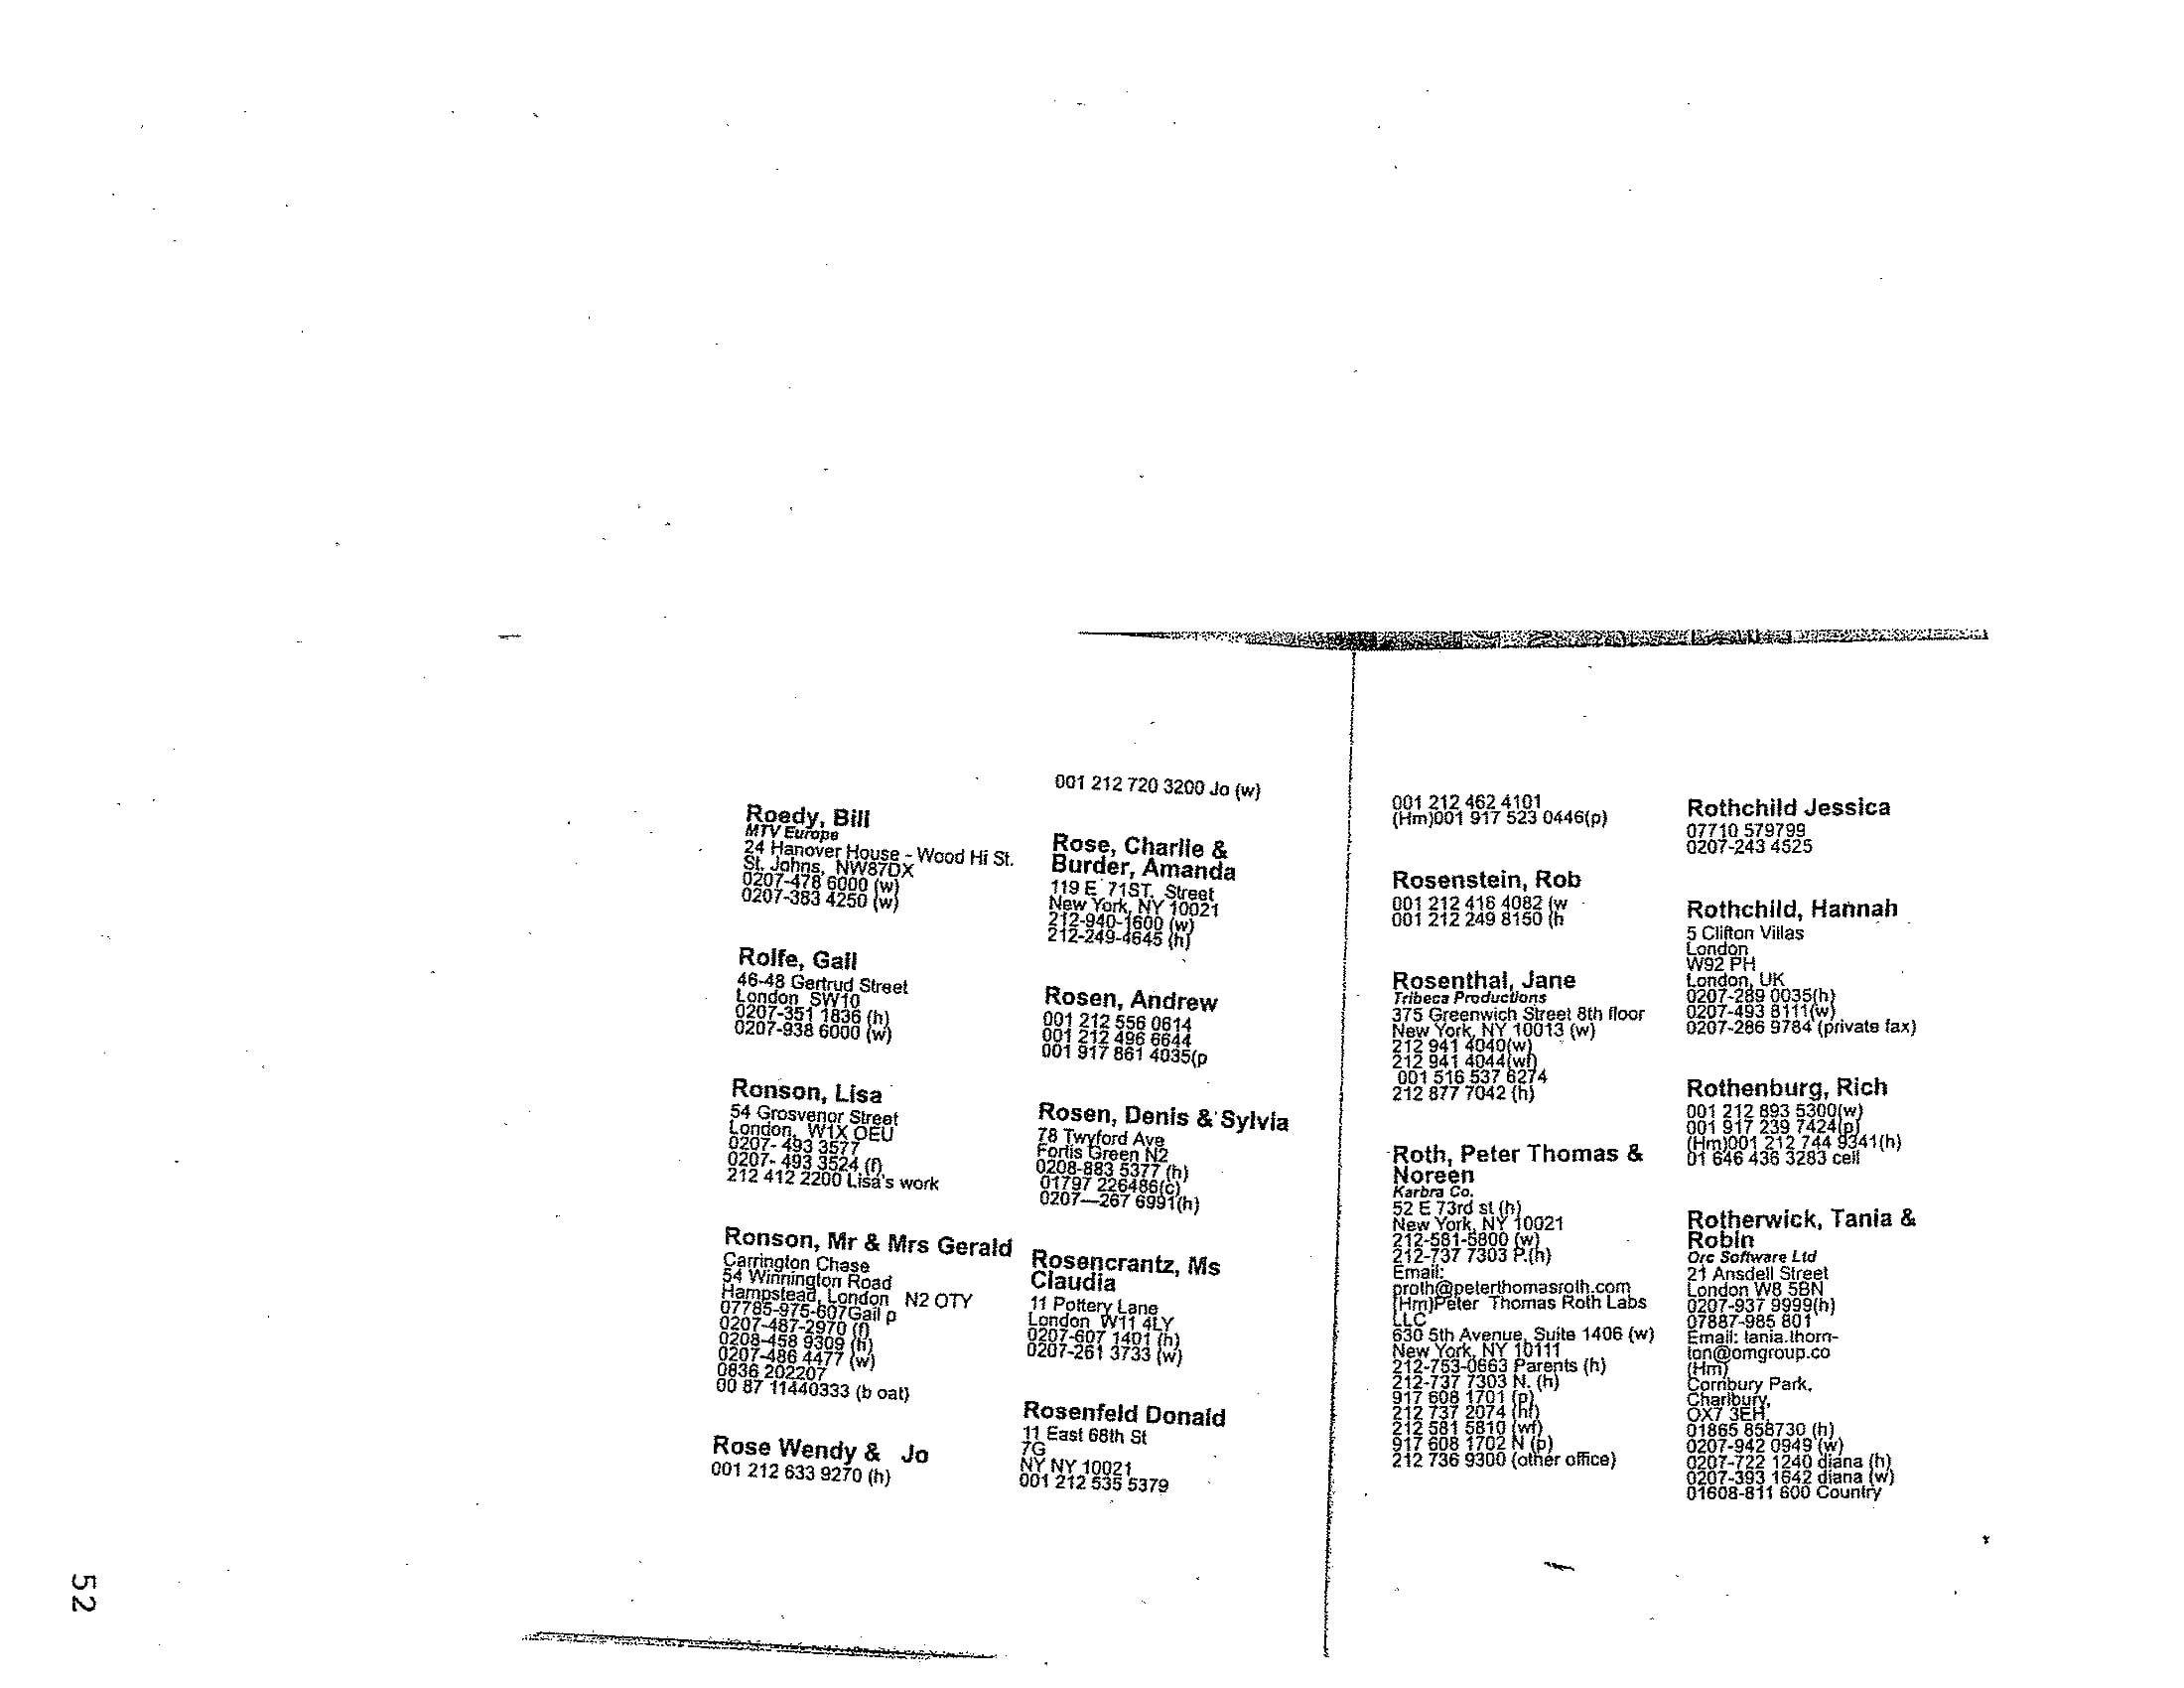 001 212 720 3200 Jo (w)
Roedy, Bill
MTV Europe
24 Hanover House - Wood Hi St.
St. Johns, NW87DX
0207-478 6000 (w)
0207-383 4250 (w)
Rolfe, Gail
46-48 Gertrud Street
London SW10
0207-351 1836 (h)
0207-938 6000 (w)
Ronson, Lisa
54 Grosvenor Street
London, W1X OEU
0207- 493 3577
0207- 493 3524 (f)
212 412 2200 Lisa's work
Ronson, Mr & Mrs Gerald
Carrington Chase
54 Winnington Road
Hampstead, London N2 OTY
07785-975-607Gail p
0207-487-2970 (f)
0208-458 9309 (h)
0207-486 4477 (w)
0836 202207
00 87 11440333 (b oat)
Rose Wendy & Jo
001 212 633 9270 (h)
Rose, Charlie &
Burder, Amanda
119 E 71ST. Street
New York, NY 10021
212-940-1600 (w)
212-249-4645 (h)
Rosen, Andrew
001 212 556 0614
001 212 496 6644
001 917 861 4035(p
Rosen, Denis & Sylvia
78 Twyford Ave
Fortis Green N2
0208-883 5377 (h)
01797 226486(c)
0207—267 6991(h)
Rosencrantz, Ms
Claudia
11 Pottery Lane
London W11 4LY
0207-607 1401 (h)
0207-261 3733 (w)
Rosenfeld Donald
11 East 68th St
7G
NY NY 10021
001 212 535 5379
001 212 462 4101
(Hm)001 917 523 0446(p)
Rosenstein, Rob
001 212 416 4082 (w
001 212 249 8150 (h
Rosenthal, Jane
Tribeca Productions
375 Greenwich Street 8th floor
New York, NY 10013 (w)
212 941 4040(w)
212 941 4044(wf)
001 516 537 6274
212 877 7042 (h)
Roth, Peter Thomas &
Noreen
Karbra Co.
52 E 73rd st (h)
New York, NY 10021
212-581-5800 (w)
212-737 7303 P.(h)
Email:
proth@peterthomasroth.com
(Hm)Peter Thomas Roth Labs
LLC
630 5th Avenue, Suite 1406 (w)
New York, NY 10111
212-753-0663 Parents (h)
212-737 7303 N. (h)
917 608 1701 (p)
212 737 2074 (hf)
212 581 5810 (wf)
917 608 1702 N (p)
212 736 9300 (other office)
Rothchild Jessica
07710 579799
0207-243 4525
Rothchild, Hannah
5 Clifton Villas
London
W92 PH
London, UK
0207-289 0035(h)
0207-493 8111(w)
0207-286 9784 (private fax)
Rothenburg, Rich
001 212 893 5300(w)
001 917 239 7424(p)
(Hm)001 212 744 9341(h)
01 646 436 3283 cell
Rotherwick, Tania &
Robin
Orc Software Ltd
21 Ansdell Street
London W8 5BN
0207-937 9999(h)
07887-985 801
Email: tania.thorn-
ton@omgroup.co
(Hm)
Cornbury Park,
Charlbury,
OX7 3EH,
01865 858730 (h)
0207-942 0949 (w)
0207-722 1240 diana (h)
0207-393 1642 diana (w)
01608-811 600 Country
52